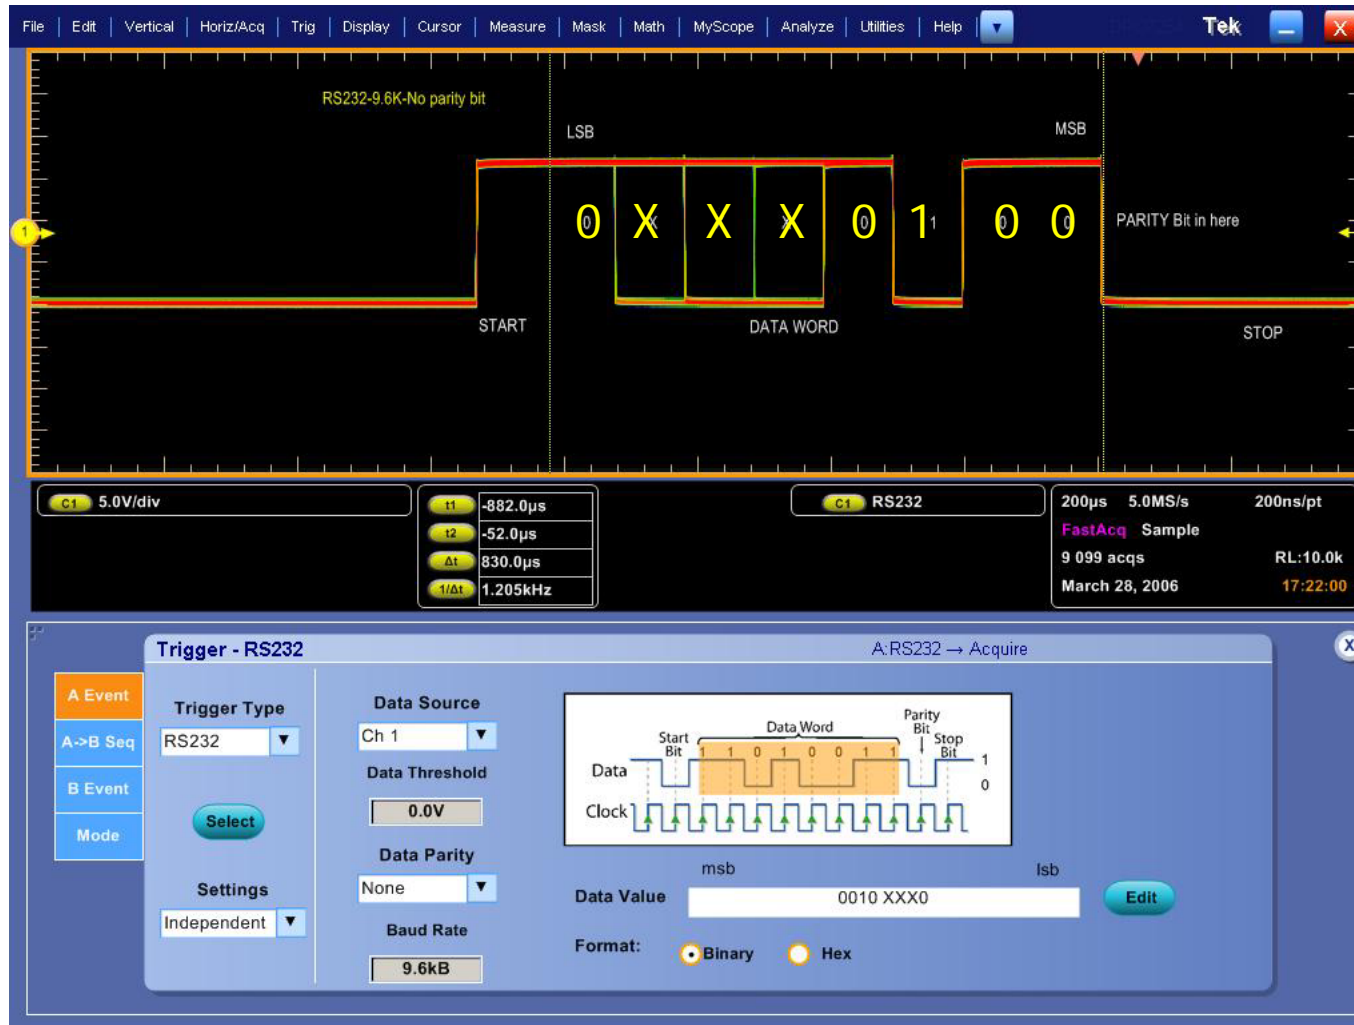 File | Edit | Vertical | Horiz/Acq | Trig | Display | Cursor | Measure | Mask | Math | MyScope | Analyze | Utilities | Help
Tek
X
RS232-9.6K-No parity bit
LSB
MSB
0 X X X 0 1 0 0
PARITY Bit in here
1
START
DATA WORD
STOP
C1 5.0V/div
t1 -882.0µs
t2 -52.0µs
Δt 830.0µs
1/Δt 1.205kHz
C1 RS232
200µs 5.0MS/s 200ns/pt
FastAcq Sample
9 099 acqs RL:10.0k
March 28, 2006 17:22:00
Trigger - RS232
A:RS232 → Acquire
X
A Event
A->B Seq
B Event
Mode
Trigger Type
RS232
Select
Settings
Independent
Data Source
Ch 1
Data Threshold
0.0V
Data Parity
None
Baud Rate
9.6kB
Start Bit
Data Word
Parity Bit
Stop Bit
1 1 0 1 0 0 1 1
Data
1
0
Clock
msb
lsb
Data Value
0010 XXX0
Edit
Format:
Binary
Hex